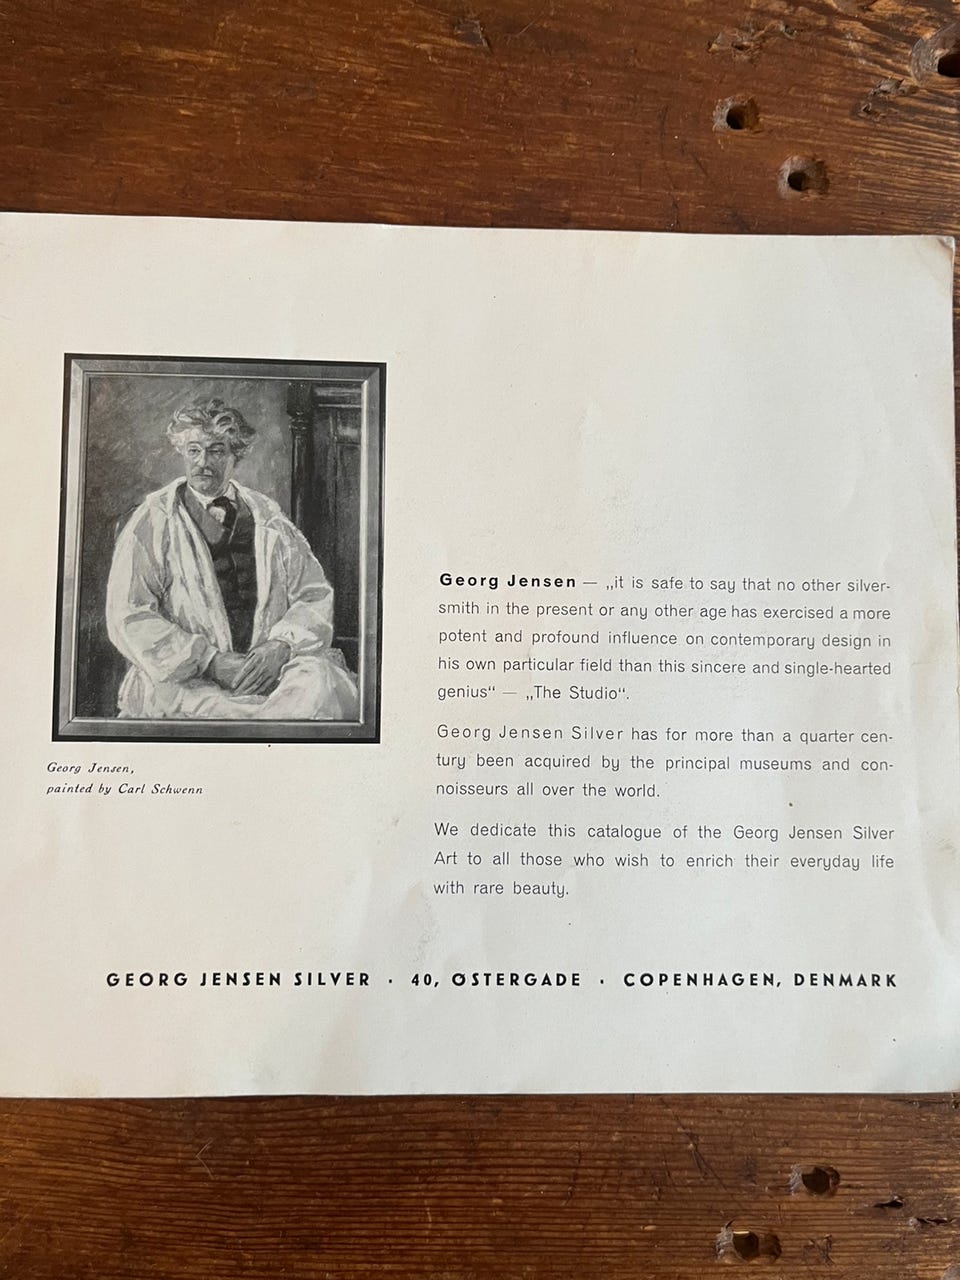 Georg Jensen,
painted by Carl Schwenn
Georg Jensen — „it is safe to say that no other silver-
smith in the present or any other age has exercised a more
potent and profound influence on contemporary design in
his own particular field than this sincere and single-hearted
genius“ — „The Studio“.
Georg Jensen Silver has for more than a quarter cen-
tury been acquired by the principal museums and con-
noisseurs all over the world.
We dedicate this catalogue of the Georg Jensen Silver
Art to all those who wish to enrich their everyday life
with rare beauty.
GEORG JENSEN SILVER · 40, ØSTERGADE · COPENHAGEN, DENMARK